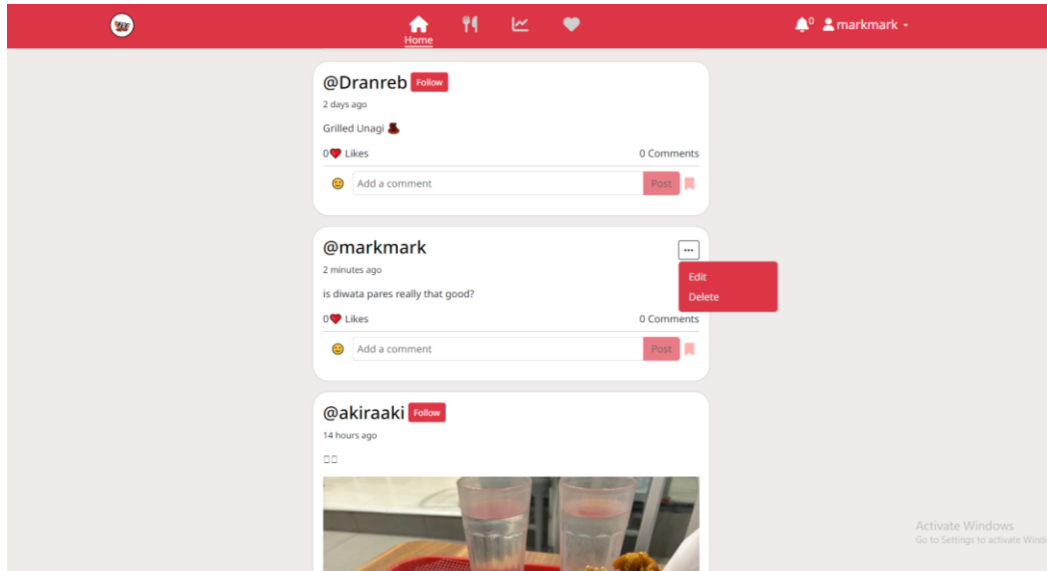 Home
0
markmark
@Dranreb Follow
2 days ago
Grilled Unagi
0 Likes 0 Comments
Add a comment Post
@markmark ...
2 minutes ago
Edit
is diwata pares really that good?
Delete
0 Likes 0 Comments
Add a comment Post
@akiraaki Follow
14 hours ago
Activate Windows
Go to Settings to activate Wind